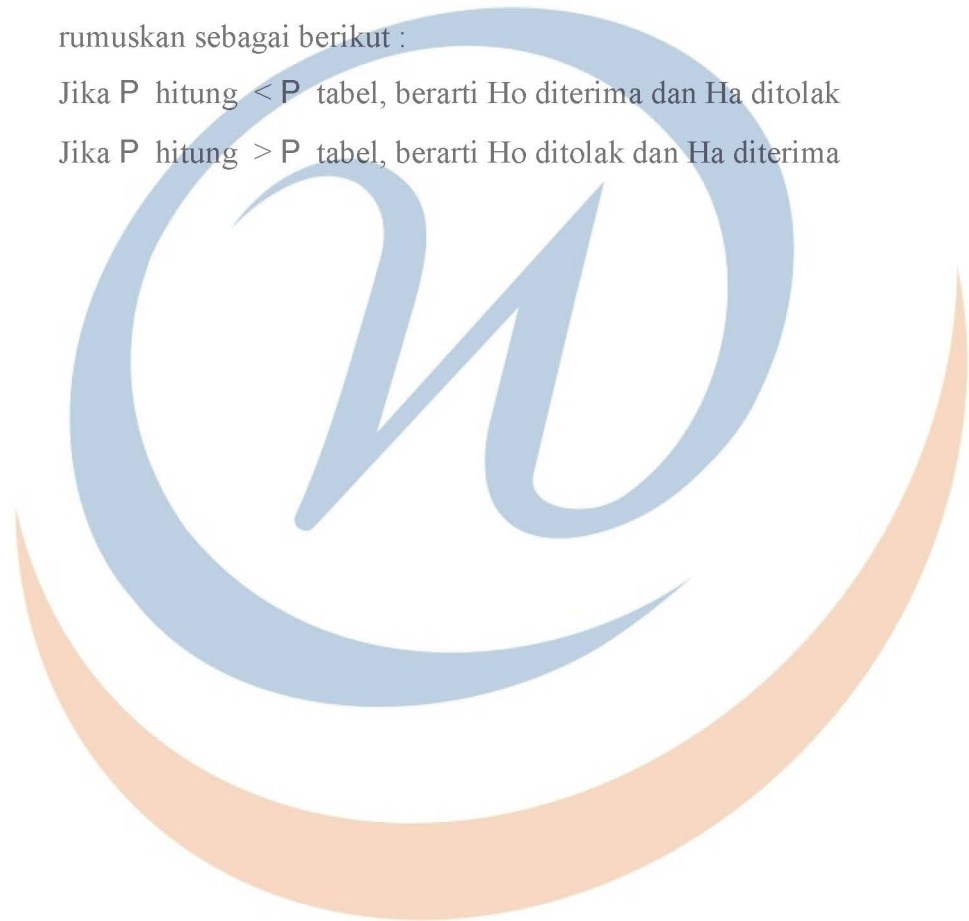 rumuskan sebagai berikut :
Jika P hitung < P tabel, berarti Ho diterima dan Ha ditolak
Jika P hitung > P tabel, berarti Ho ditolak dan Ha diterima